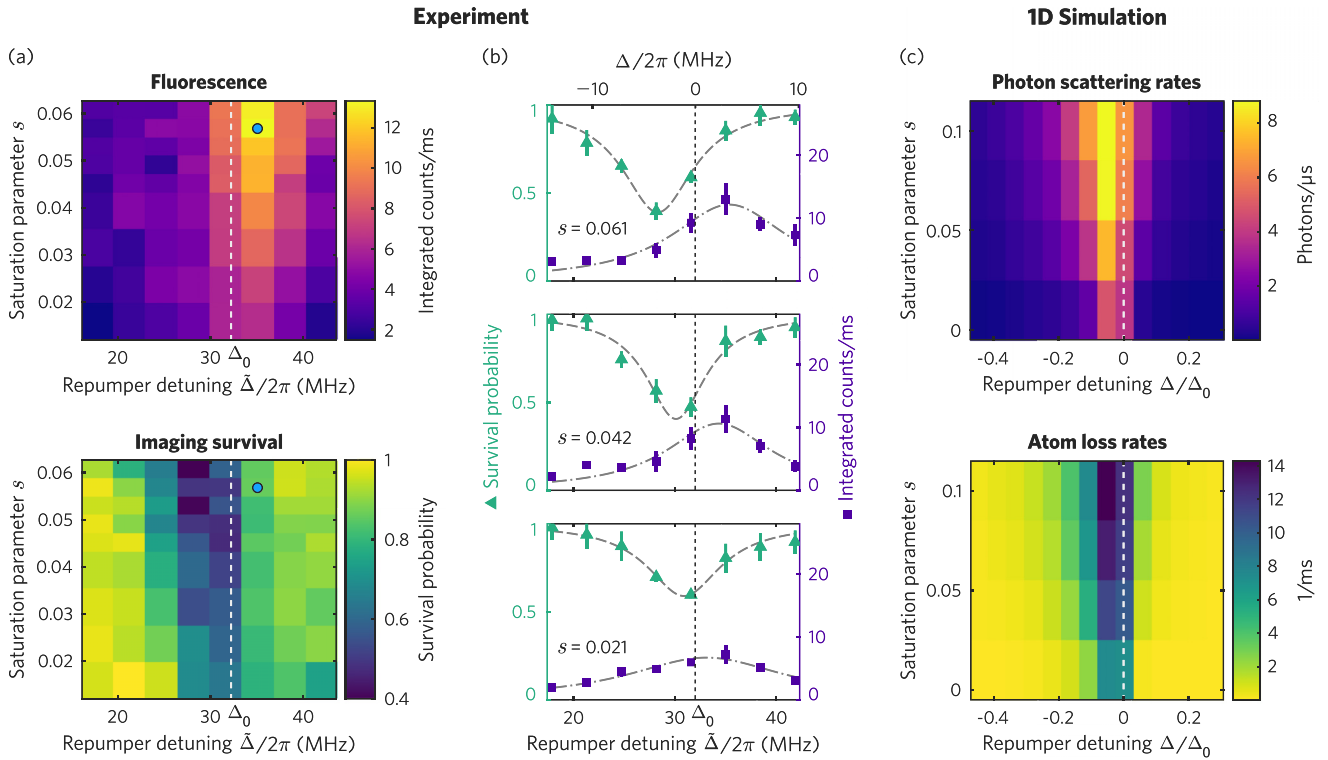 Experiment
1D Simulation
(a)
Fluorescence
Saturation parameter s
0.06
0.05
0.04
0.03
0.02
20
30
Δ₀
40
Repumper detuning Δ̃/2π (MHz)
12
10
8
6
4
2
Integrated counts/ms
Imaging survival
Saturation parameter s
0.06
0.05
0.04
0.03
0.02
20
30
Δ₀
40
Repumper detuning Δ̃/2π (MHz)
1
0.8
0.6
0.4
Survival probability
(b)
Δ/2π (MHz)
−10
0
10
1
0.5
0
s = 0.061
20
10
0
1
0.5
0
s = 0.042
20
10
0
▲ Survival probability
■ Integrated counts/ms
1
0.5
0
s = 0.021
20
10
0
20
30
Δ₀
40
Repumper detuning Δ̃/2π (MHz)
(c)
Photon scattering rates
Saturation parameter s
0.1
0.05
0
-0.4
-0.2
0
0.2
Repumper detuning Δ/Δ₀
8
6
4
2
Photons/μs
Atom loss rates
Saturation parameter s
0.1
0.05
0
-0.4
-0.2
0
0.2
Repumper detuning Δ/Δ₀
14
12
10
8
6
4
2
1/ms